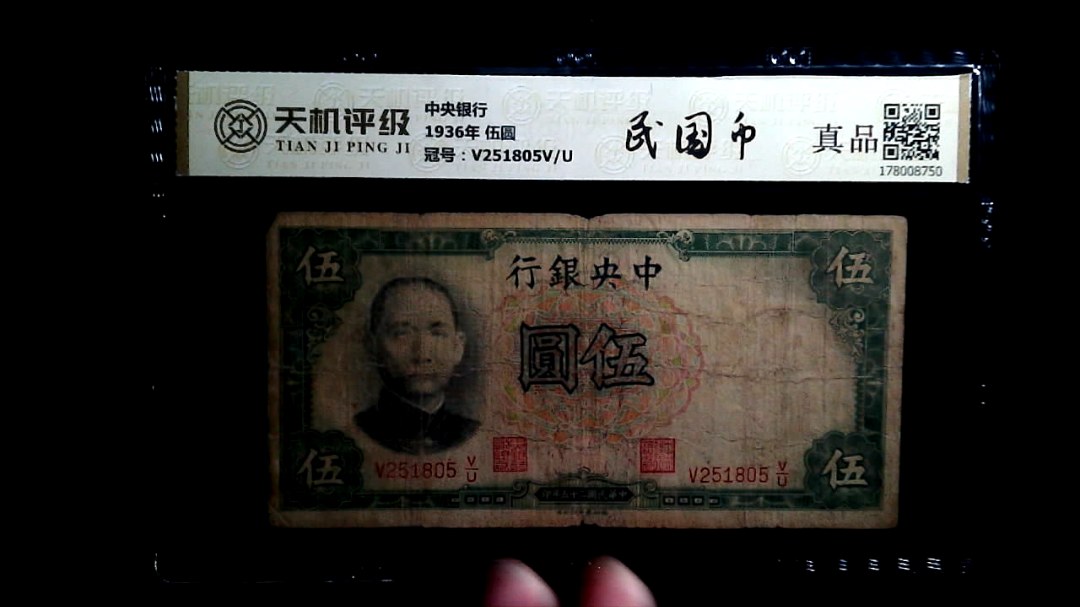 天机评级
TIAN JI PING JI
中央银行
1936年 伍圆
冠号：V251805V/U
民国币
真品
178008750
伍
行銀央中
伍
圓伍
伍
V251805 V/U
V251805 V/U
伍